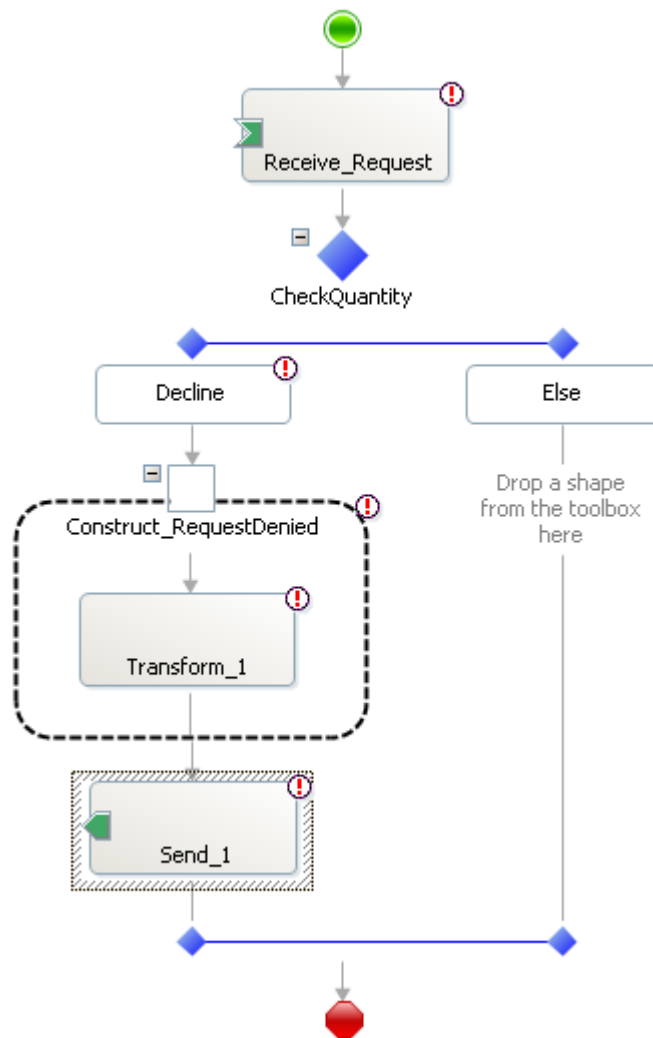 Receive_Request
CheckQuantity
Decline
Else
Drop a shape
from the toolbox
here
Construct_RequestDenied
Transform_1
Send_1